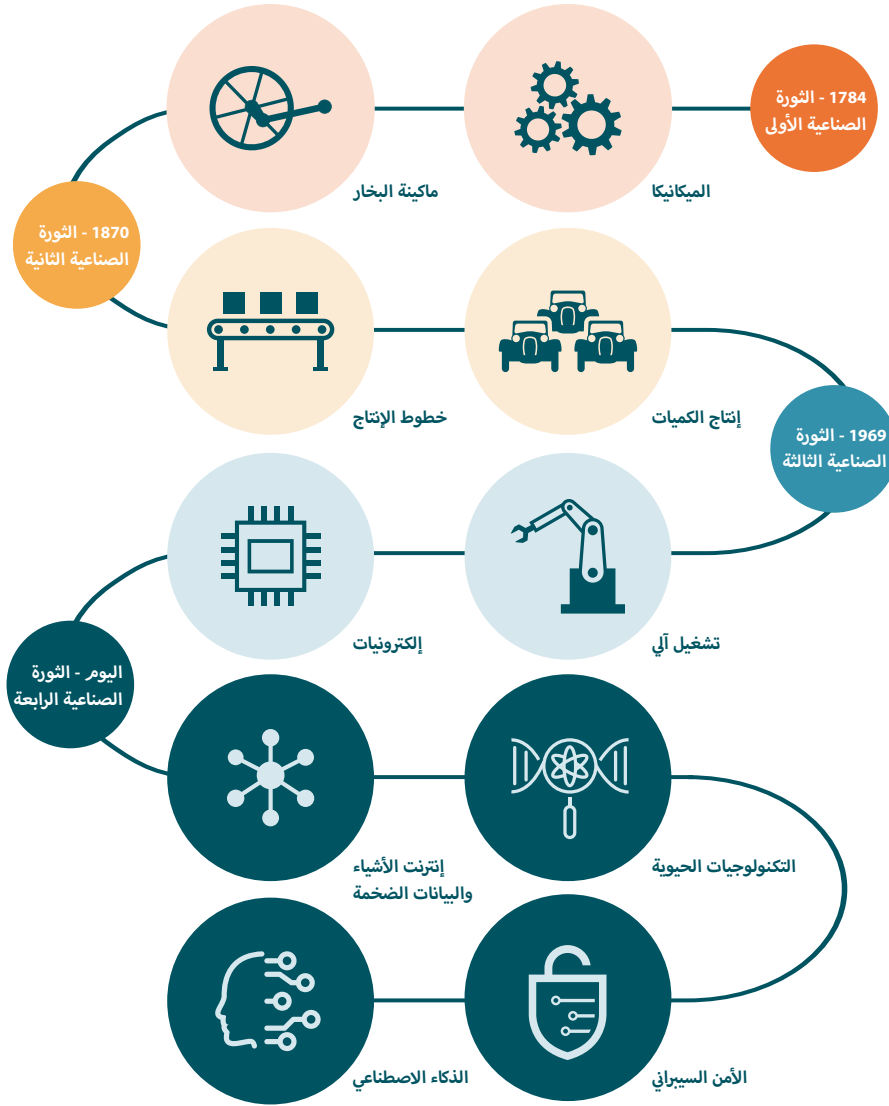 1784 - الثورة
الصناعية الأولى
الميكانيكا
ماكينة البخار
1870 - الثورة
الصناعية الثانية
خطوط الإنتاج
إنتاج الكميات
1969 - الثورة
الصناعية الثالثة
تشغيل آلي
إلكترونيات
اليوم - الثورة
الصناعية الرابعة
إنترنت الأشياء
والبيانات الضخمة
التكنولوجيات الحيوية
الأمن السيبراني
الذكاء الاصطناعي